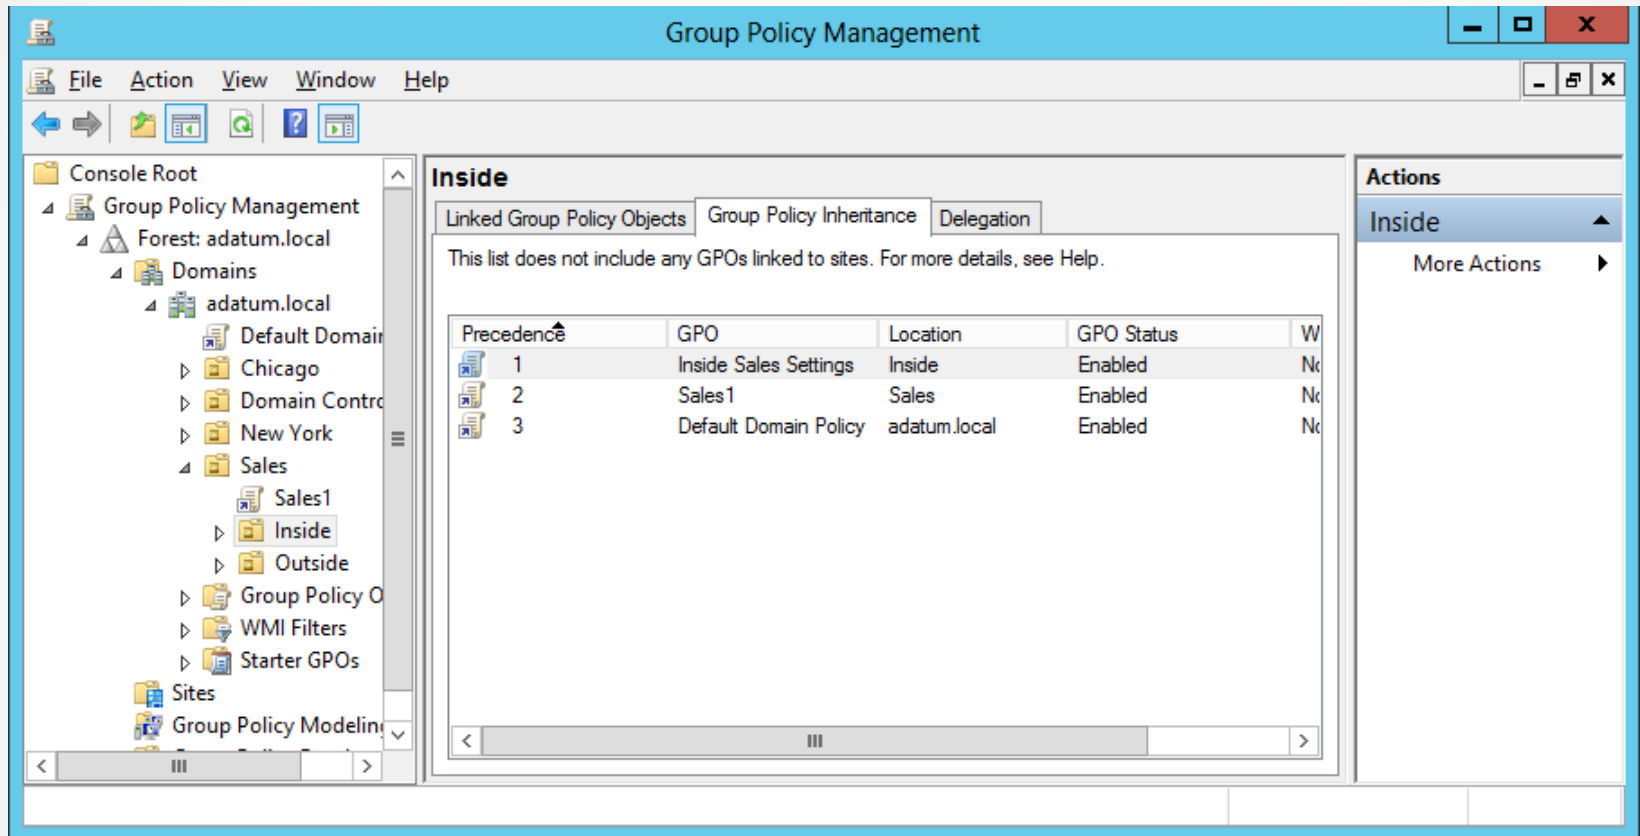 Group Policy Management
File Action View Window Help
Console Root
Group Policy Management
Forest: adatum.local
Domains
adatum.local
Default Domain
Chicago
Domain Contro
New York
Sales
Sales1
Inside
Outside
Group Policy O
WMI Filters
Starter GPOs
Sites
Group Policy Modeling
Inside
Linked Group Policy Objects Group Policy Inheritance Delegation
This list does not include any GPOs linked to sites. For more details, see Help.
Precedence GPO Location GPO Status W
1 Inside Sales Settings Inside Enabled No
2 Sales1 Sales Enabled No
3 Default Domain Policy adatum.local Enabled No
Actions
Inside
More Actions